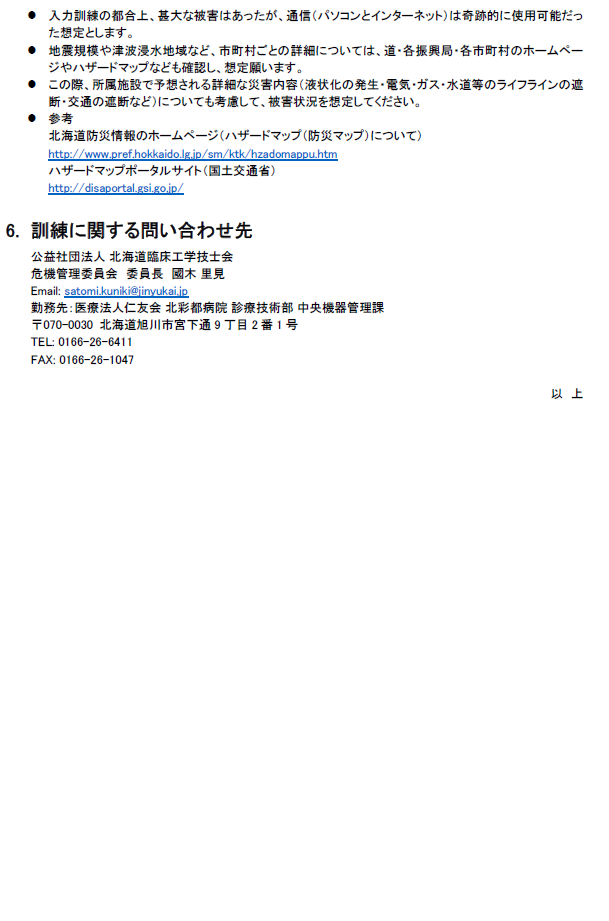 ● 入力訓練の都合上、甚大な被害はあったが、通信（パソコンとインターネット）は奇跡的に使用可能だっ
た想定とします。
● 地震規模や津波浸水地域など、市町村ごとの詳細については、道・各振興局・各市町村のホームペー
ジやハザードマップなども確認し、想定願います。
● この際、所属施設で予想される詳細な災害内容（液状化の発生・電気・ガス・水道等のライフラインの遮
断・交通の遮断など）についても考慮して、被害状況を想定してください。
● 参考
北海道防災情報のホームページ（ハザードマップ（防災マップ）について）
http://www.pref.hokkaido.lg.jp/sm/ktk/hzadomappu.htm
ハザードマップポータルサイト（国土交通省）
http://disaportal.gsi.go.jp/
6. 訓練に関する問い合わせ先
公益社団法人 北海道臨床工学技士会
危機管理委員会　委員長　國木 里見
Email: satomi.kuniki@jinyukai.jp
勤務先：医療法人仁友会 北彩都病院 診療技術部 中央機器管理課
〒070-0030 北海道旭川市宮下通 9 丁目 2 番 1 号
TEL: 0166-26-6411
FAX: 0166-26-1047
以　上